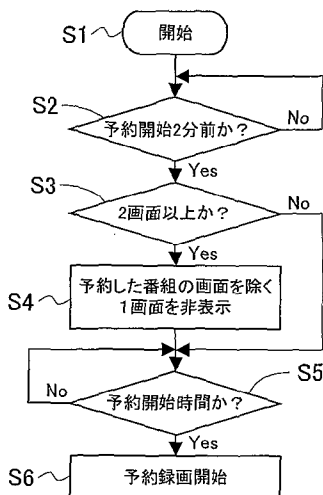 S1
開始
S2
予約開始2分前か？
No
Yes
S3
2画面以上か？
No
Yes
S4
予約した番組の画面を除く
1画面を非表示
No
S5
予約開始時間か？
Yes
S6
予約録画開始